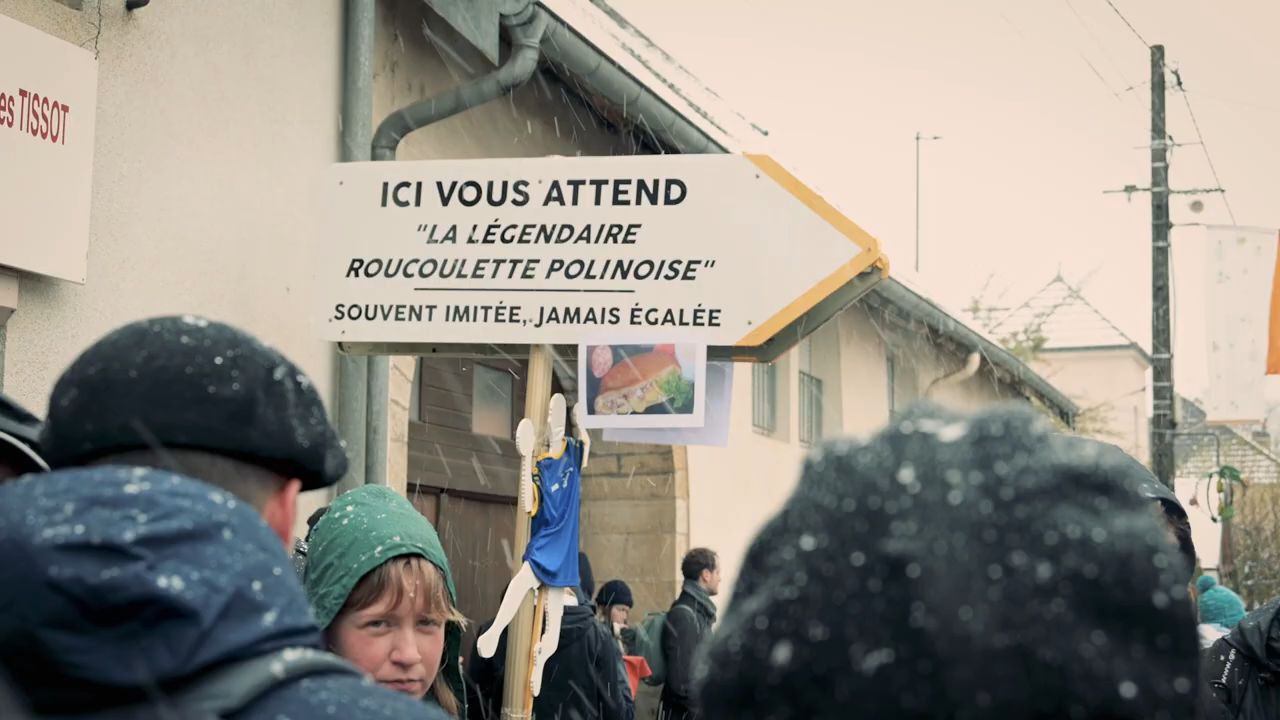 es TISSOT
ICI VOUS ATTEND
"LA LÉGENDAIRE
ROUCOULETTE POLINOISE"
SOUVENT IMITÉE, JAMAIS ÉGALÉE